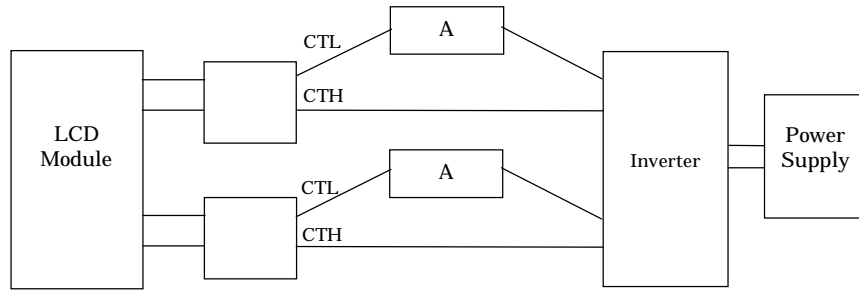 LCD
Module
CTL
A
CTH
CTL
A
CTH
Inverter
Power
Supply